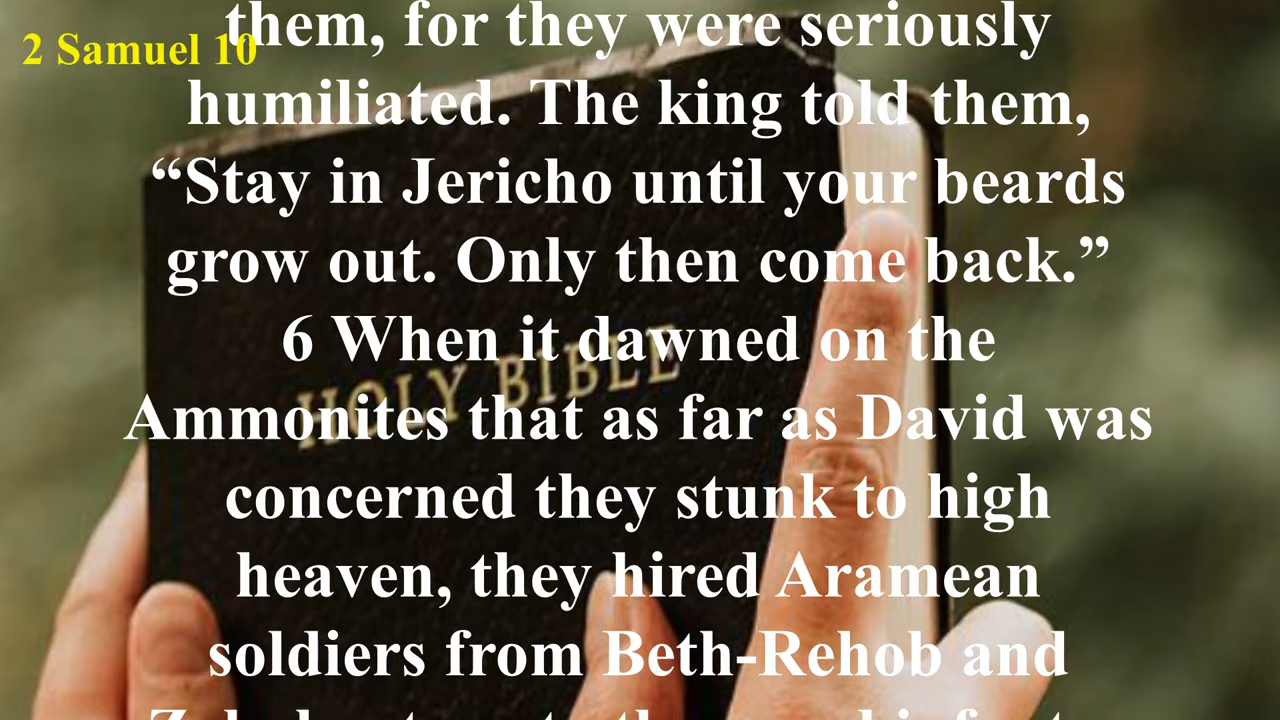 them, for they were seriously
2 Samuel 10
humiliated. The king told them,
“Stay in Jericho until your beards
grow out. Only then come back.”
6 When it dawned on the
HOLY BIBLE
Ammonites that as far as David was
concerned they stunk to high
heaven, they hired Aramean
soldiers from Beth-Rehob and